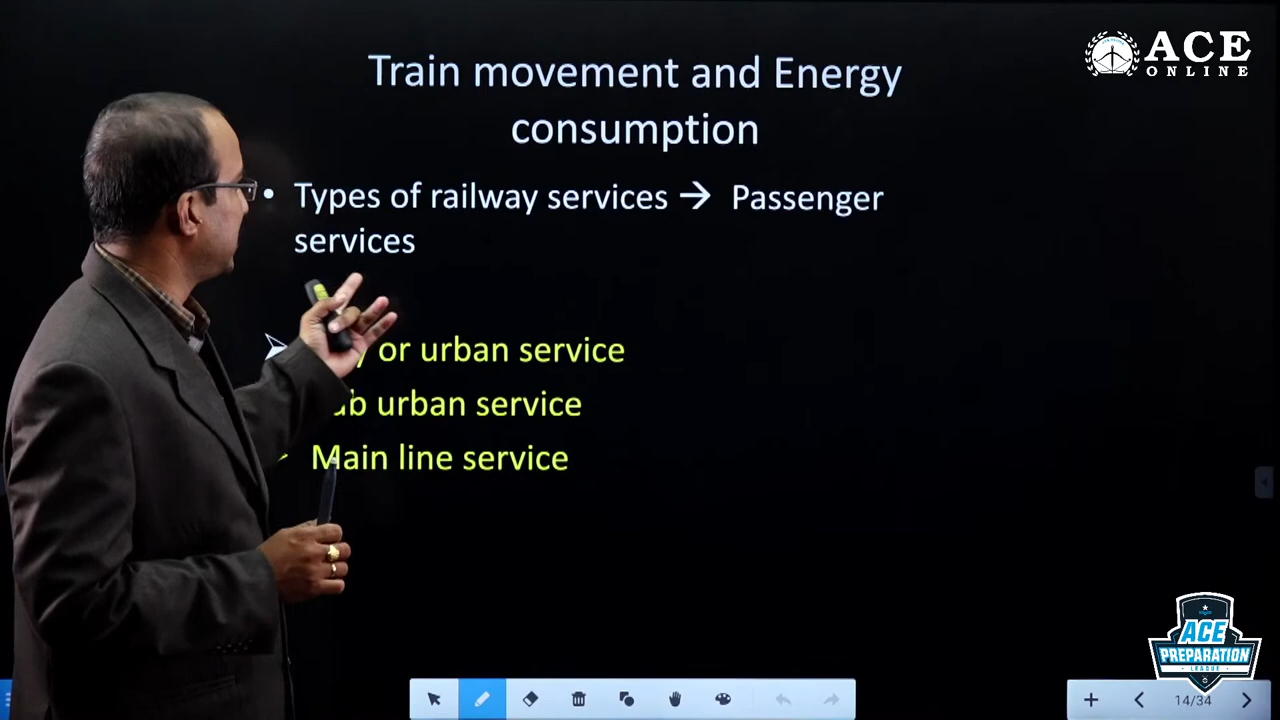 ACE
ONLINE
Train movement and Energy
consumption
• Types of railway services → Passenger
services
or urban service
urban service
Main line service
ACE
PREPARATION
LEAGUE
14/34